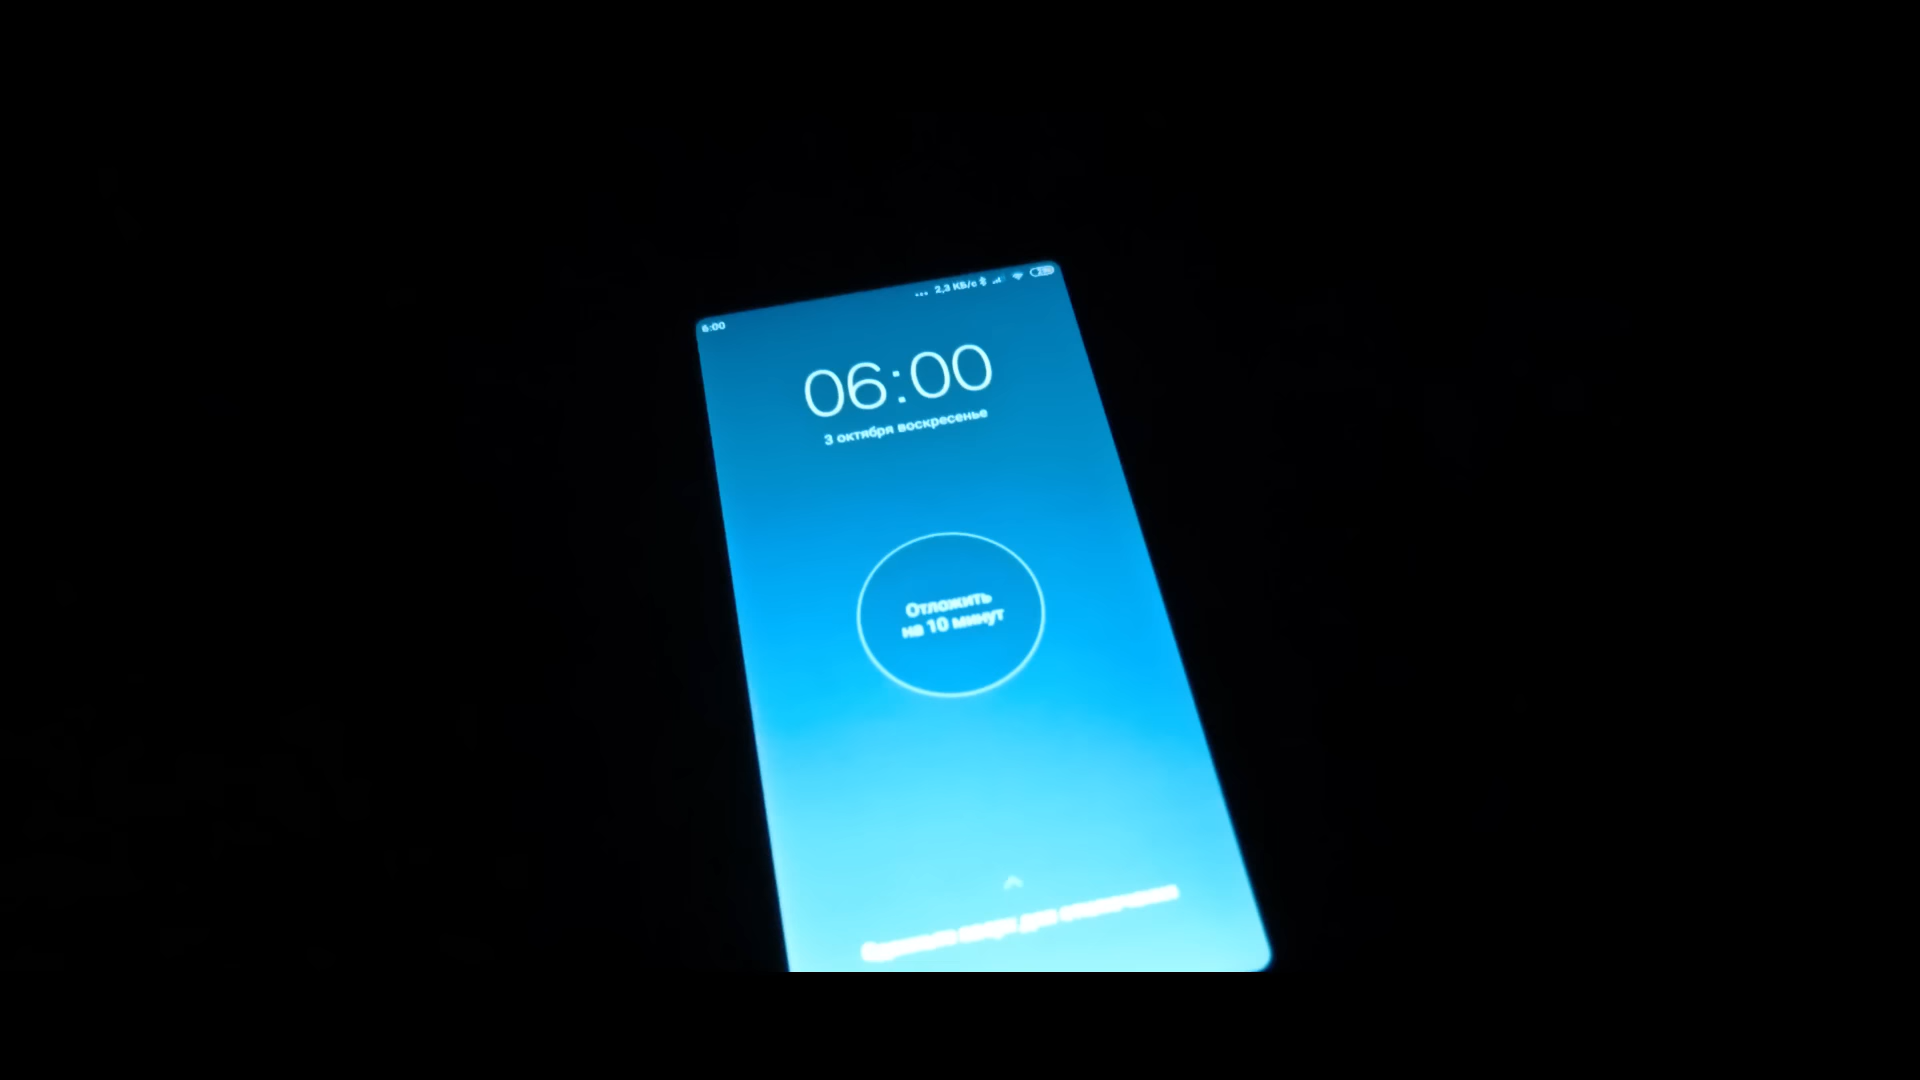 6:00
... 2,3 КБ/с
06:00
3 октября воскресенье
Отложить
на 10 минут